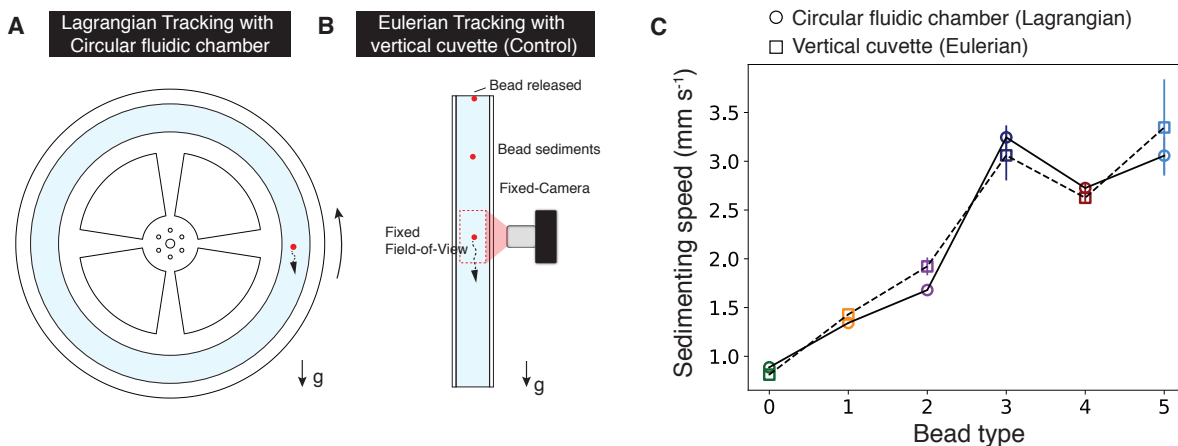 A
Lagrangian Tracking with
Circular fluidic chamber
g
B
Eulerian Tracking with
vertical cuvette (Control)
Bead released
Bead sediments
Fixed-Camera
Fixed
Field-of-View
g
C
Circular fluidic chamber (Lagrangian)
Vertical cuvette (Eulerian)
Sedimenting speed (mm s⁻¹)
3.5
3.0
2.5
2.0
1.5
1.0
0 1 2 3 4 5
Bead type